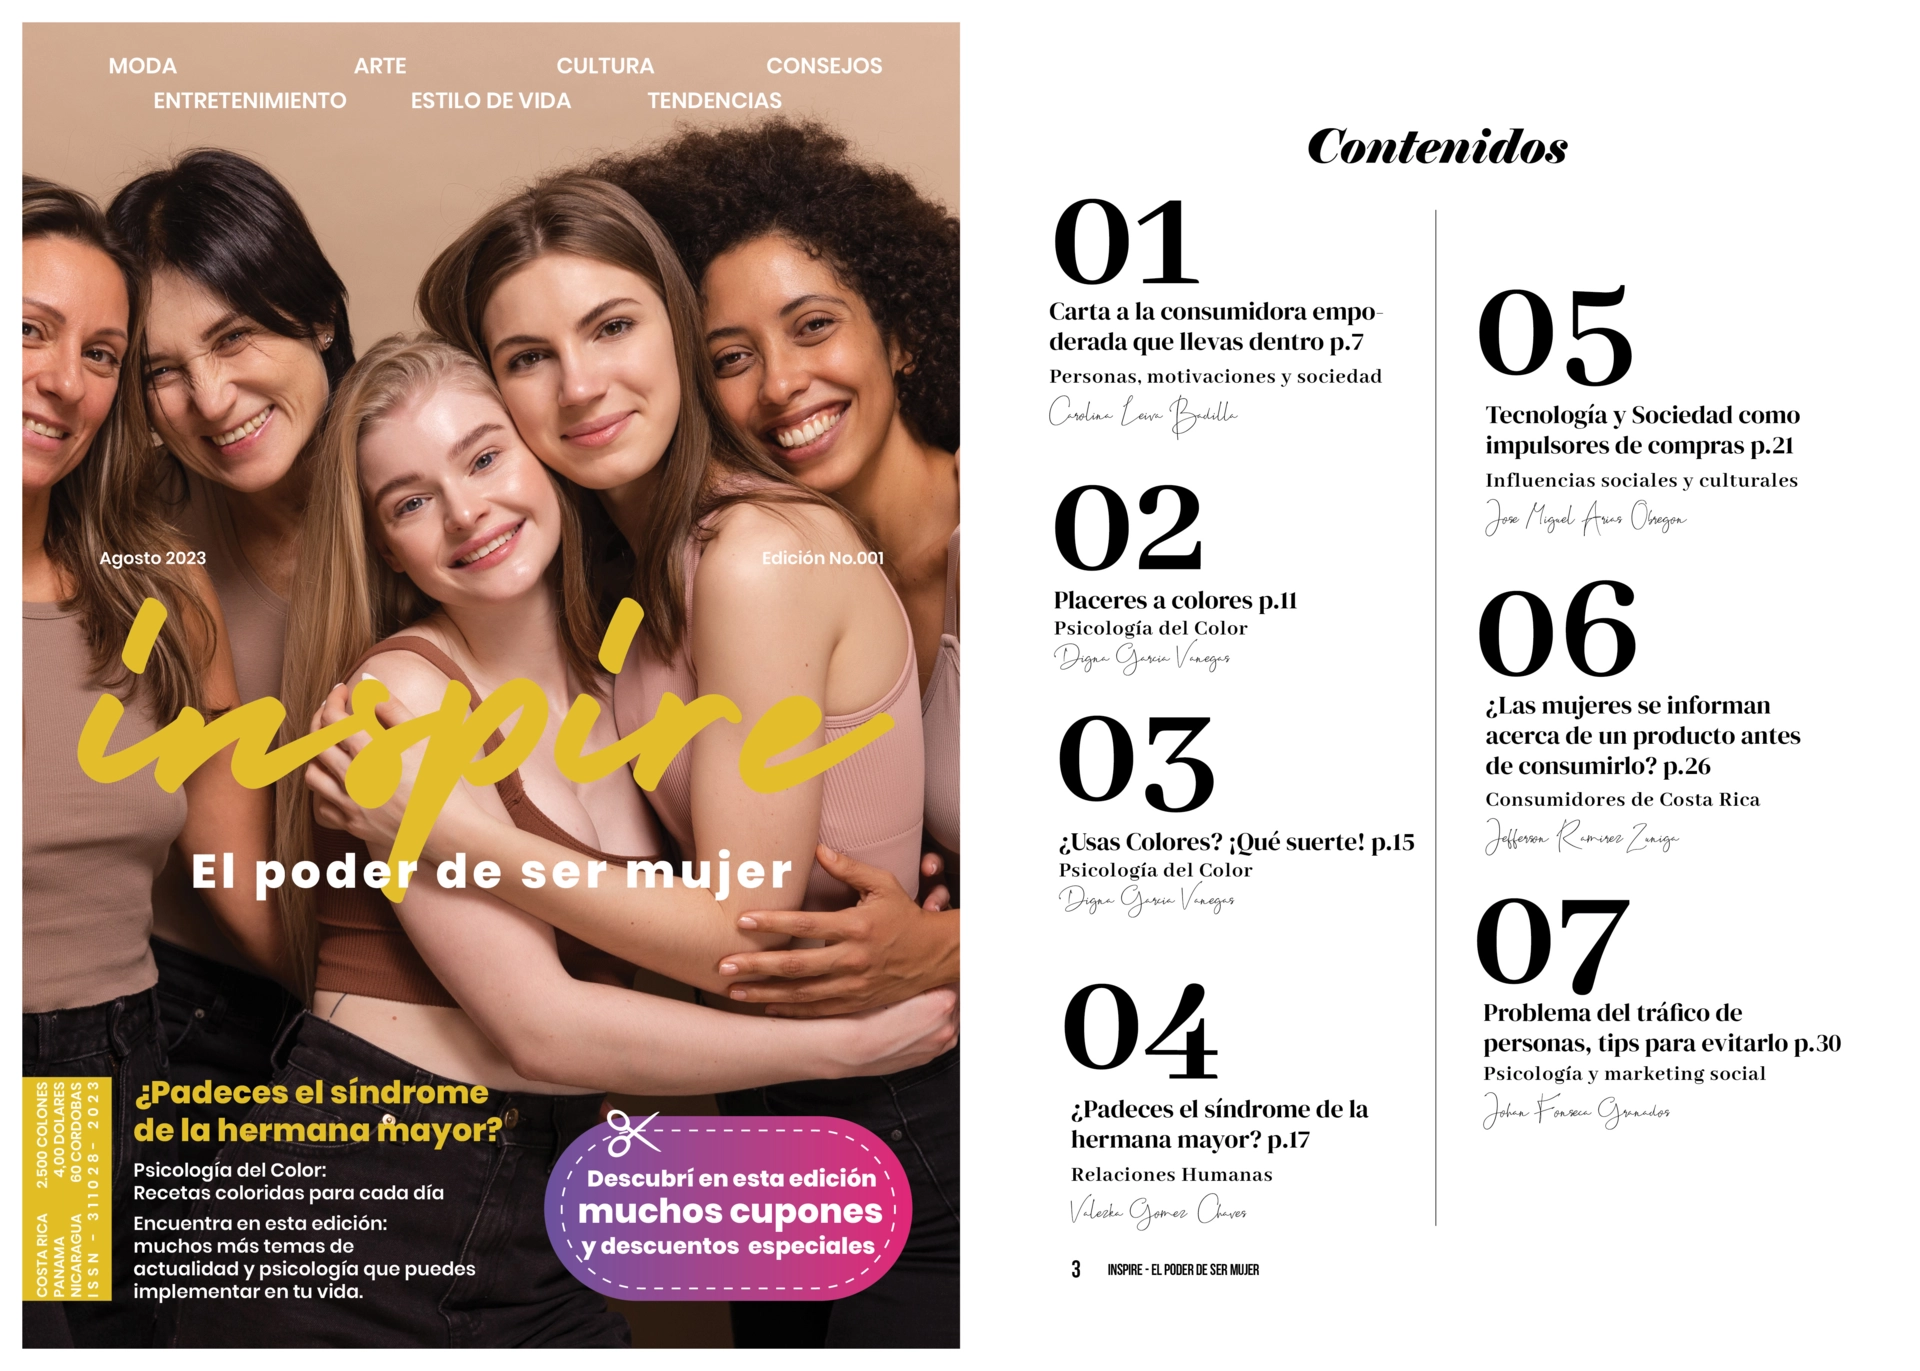 MODA ARTE CULTURA CONSEJOS
ENTRETENIMIENTO ESTILO DE VIDA TENDENCIAS
Agosto 2023 Edición No.001
inspire
El poder de ser mujer
COSTA RICA 2.500 COLONES
PANAMA 4,00 DOLARES
NICARAGUA 60 CORDOBAS
ISSN - 311028 - 2023
¿Padeces el síndrome
de la hermana mayor?
Psicología del Color:
Recetas coloridas para cada día
Encuentra en esta edición:
muchos más temas de
actualidad y psicología que puedes
implementar en tu vida.
Descubrí en esta edición
muchos cupones
y descuentos especiales
Contenidos
01
Carta a la consumidora empo-
derada que llevas dentro p.7
Personas, motivaciones y sociedad
Carolina Leiva Badilla
02
Placeres a colores p.11
Psicología del Color
Digna Garcia Vanegas
03
¿Usas Colores? ¡Qué suerte! p.15
Psicología del Color
Digna Garcia Vanegas
04
¿Padeces el síndrome de la
hermana mayor? p.17
Relaciones Humanas
Valezka Gomez Chaves
05
Tecnología y Sociedad como
impulsores de compras p.21
Influencias sociales y culturales
Jose Miguel Arias Obregon
06
¿Las mujeres se informan
acerca de un producto antes
de consumirlo? p.26
Consumidores de Costa Rica
Jefferson Ramirez Zuniga
07
Problema del tráfico de
personas, tips para evitarlo p.30
Psicología y marketing social
Johan Fonseca Granados
3 INSPIRE - EL PODER DE SER MUJER